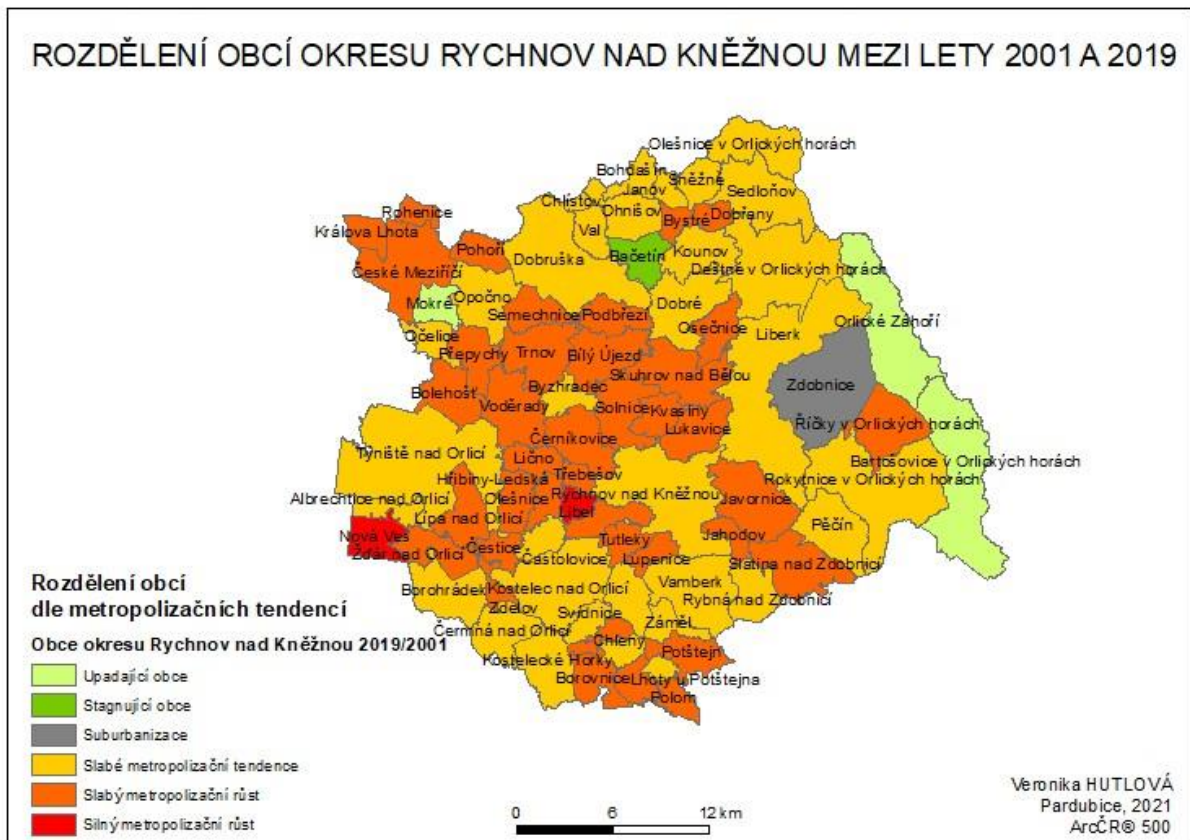 ROZDĚLENÍ OBCÍ OKRESU RYCHNOV NAD KNĚŽNOU MEZI LETY 2001 A 2019
Olešnice v Orlických horách
Bohdašín
Sněžné
Janov
Sedloňov
Chlístov
Ohnišov
Rohenice
Bystré
Dobřany
Králova Lhota
Val
Pohoří
Bačetín
Kounov
Dobruška
České Meziříčí
Deštné v Orlických horách
Mokré
Opočno
Dobré
Semechnice
Podbřezí
Orlické Záhoří
Osečnice
Liberk
Očelice
Přepychy
Trnov
Bílý Újezd
Skuhrov nad Bělou
Zdobnice
Bolehošť
Byzhradec
Voděrady
Solnice
Kvasiny
Lukavice
Říčky v Orlických horách
Černíkovice
Týniště nad Orlicí
Lično
Bartošovice v Orlických horách
Třebešov
Hřibiny-Ledská
Rokytnice v Orlických horách
Albrechtice nad Orlicí
Olešnice
Rychnov nad Kněžnou
Javornice
Libel
Lípa nad Orlicí
Pěčín
Nová Ves
Tutleky
Jahodov
Žďár nad Orlicí
Čestice
Častolovice
Lupenice
Slatina nad Zdobnicí
Borohrádek
Kostelec nad Orlicí
Vamberk
Rybná nad Zdobnicí
Zdelov
Svídnice
Záměl
Čermná nad Orlicí
Chleny
Potštejn
Kostelecké Horky
Borovnice
Lhoty u Potštejna
Polom
Rozdělení obcí
dle metropolizačních tendencí
Obce okresu Rychnov nad Kněžnou 2019/2001
Upadající obce
Stagnující obce
Suburbanizace
Slabé metropolizační tendence
Slabý metropolizační růst
Silný metropolizační růst
0 6 12 km
Veronika HUTLOVÁ
Pardubice, 2021
ArcČR® 500